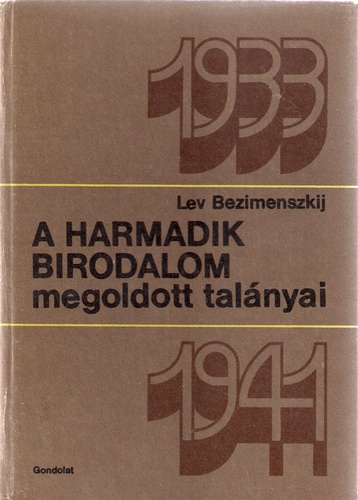 1933
Lev Bezimenszkij
A HARMADIK
BIRODALOM
megoldott talányai
1941
Gondolat